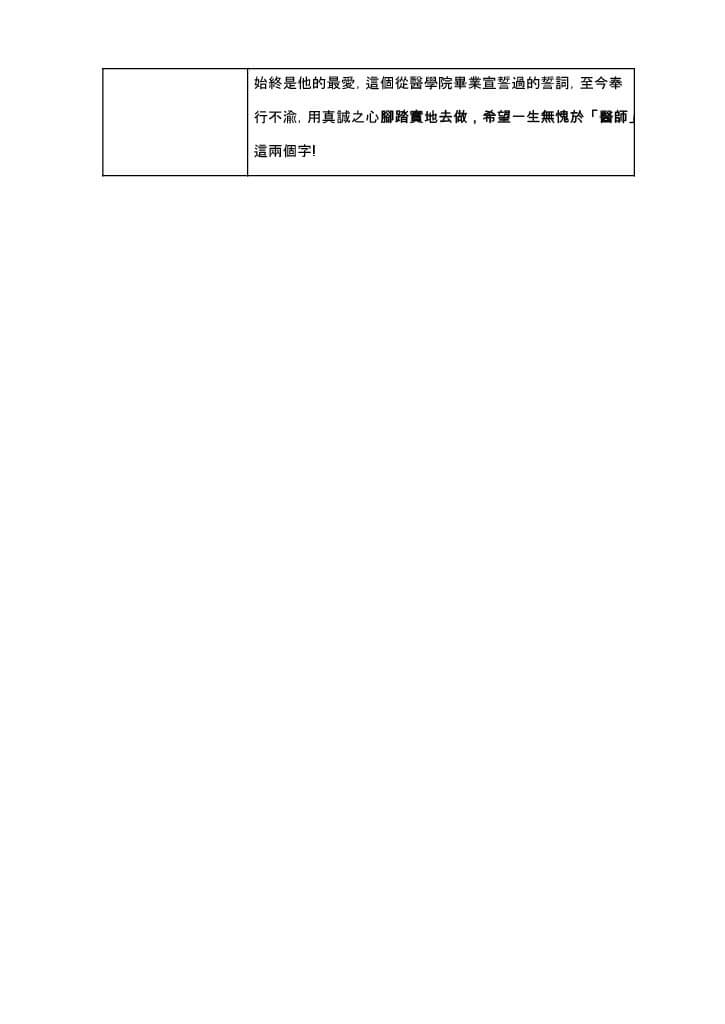 始終是他的最愛, 這個從醫學院畢業宣誓過的誓詞, 至今奉
行不渝, 用真誠之心腳踏實地去做，希望一生無愧於「醫師」
這兩個字!